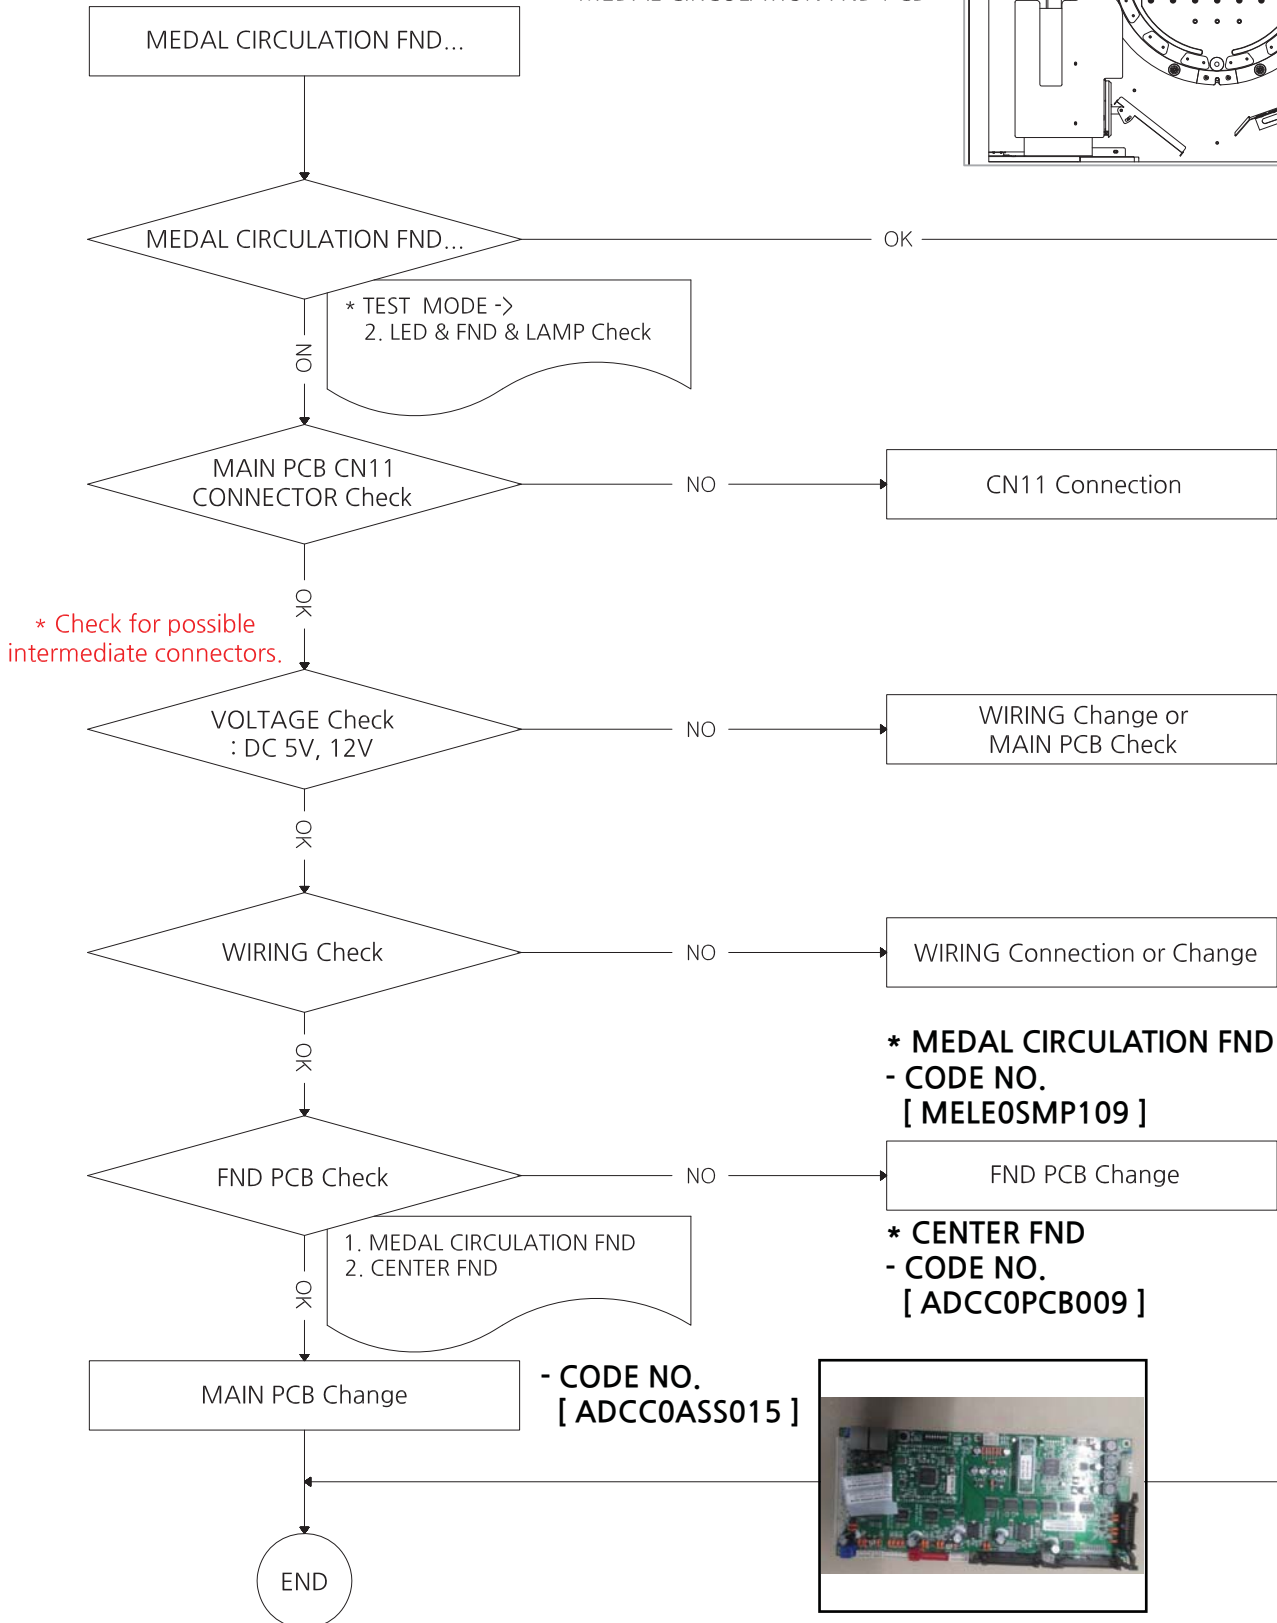 MEDAL CIRCULATION FND PCB
MEDAL CIRCULATION FND...
MEDAL CIRCULATION FND...
OK
* TEST MODE ->
2. LED & FND & LAMP Check
NO
MAIN PCB CN11
CONNECTOR Check
NO
CN11 Connection
OK
* Check for possible
intermediate connectors.
VOLTAGE Check
: DC 5V, 12V
NO
WIRING Change or
MAIN PCB Check
OK
WIRING Check
NO
WIRING Connection or Change
OK
* MEDAL CIRCULATION FND
- CODE NO.
[ MELE0SMP109 ]
FND PCB Check
NO
FND PCB Change
1. MEDAL CIRCULATION FND
2. CENTER FND
OK
* CENTER FND
- CODE NO.
[ ADCC0PCB009 ]
MAIN PCB Change
- CODE NO.
[ ADCC0ASS015 ]
END